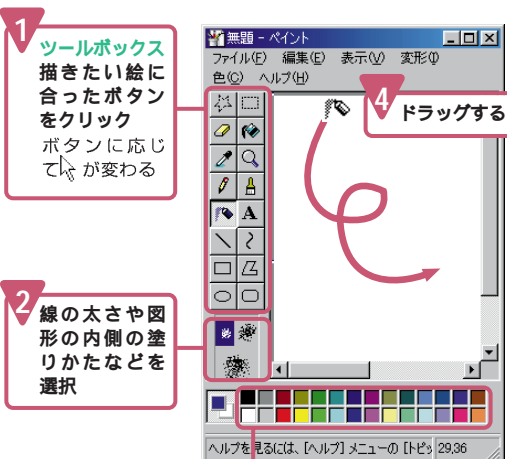 1
ツールボックス
描きたい絵に
合ったボタン
をクリック
ボタンに応じ
て が変わる
2
線の太さや図
形の内側の塗
りかたなどを
選択
無題 - ペイント
ファイル(F) 編集(E) 表示(V) 変形(I)
色(C) ヘルプ(H)
4
ドラッグする
A
ヘルプを見るには、[ヘルプ] メニューの [トピッ
29,36